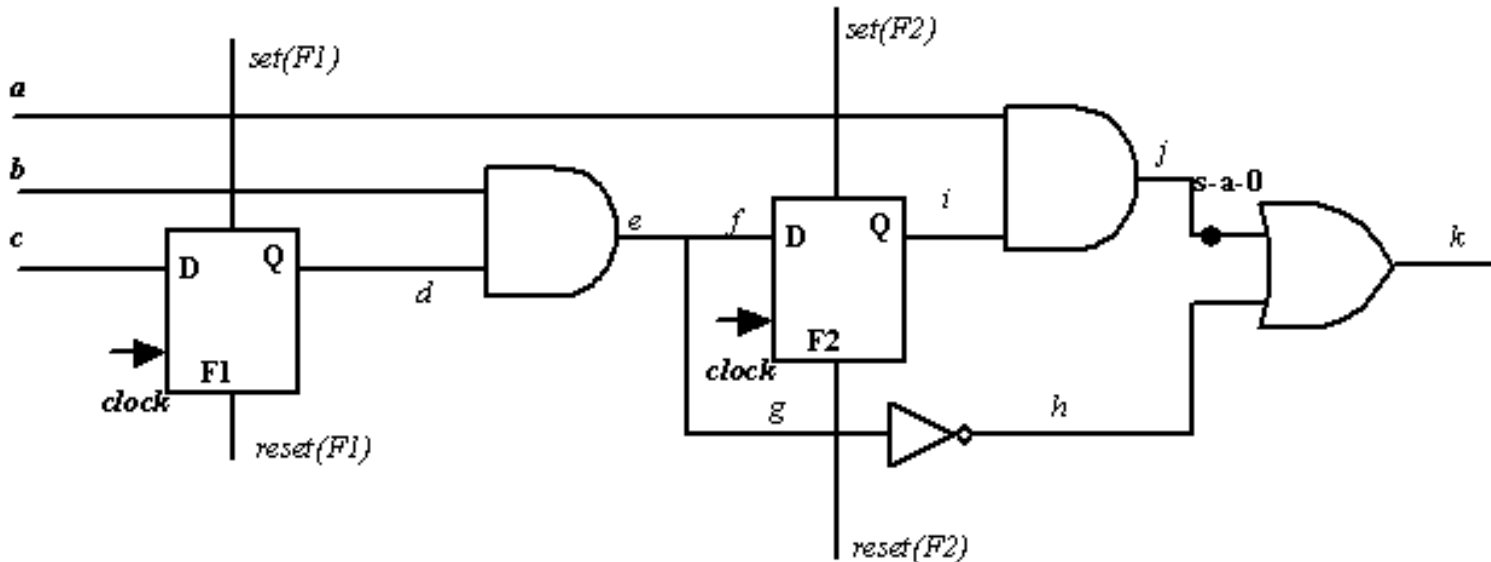 set(F1)
set(F2)
a
b
c
D
Q
F1
clock
reset(F1)
d
e
f
D
Q
F2
clock
g
reset(F2)
i
j
s-a-0
h
k